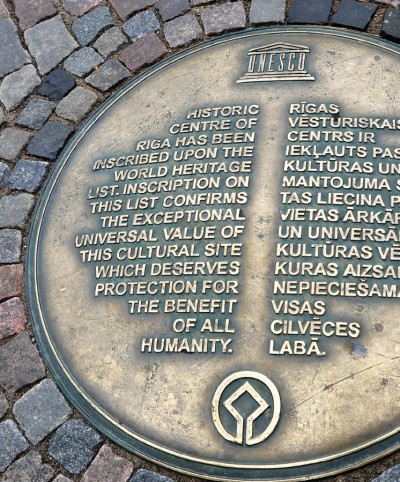 UNESCO
HISTORIC
CENTRE OF
RIGA HAS BEEN
INSCRIBED UPON THE
WORLD HERITAGE
LIST. INSCRIPTION ON
THIS LIST CONFIRMS
THE EXCEPTIONAL
UNIVERSAL VALUE OF
THIS CULTURAL SITE
WHICH DESERVES
PROTECTION FOR
THE BENEFIT
OF ALL
HUMANITY.
RĪGAS
VĒSTURISKAIS
CENTRS IR
IEKĻAUTS
KULTŪRAS UN
MANTOJUMA
TAS LIECINA
VIETAS
UN
KULTŪRAS
KURAS
NEPIECIEŠAMA
VISAS
CILVĒCES
LABĀ.